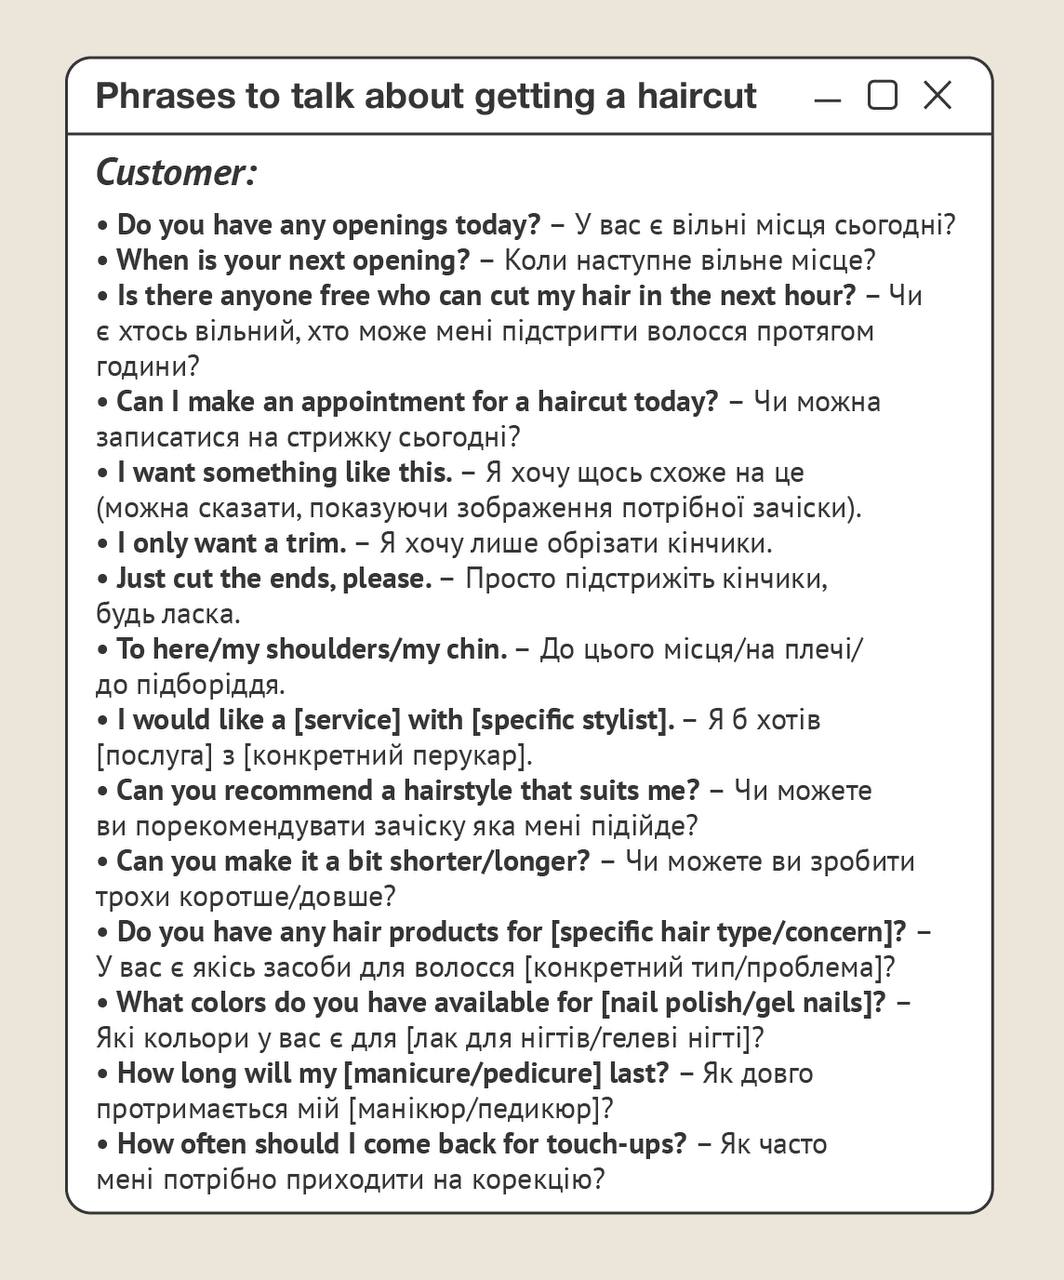 Phrases to talk about getting a haircut
Customer:
• Do you have any openings today? – У вас є вільні місця сьогодні?
• When is your next opening? – Коли наступне вільне місце?
• Is there anyone free who can cut my hair in the next hour? – Чи
є хтось вільний, хто може мені підстригти волосся протягом
години?
• Can I make an appointment for a haircut today? – Чи можна
записатися на стрижку сьогодні?
• I want something like this. – Я хочу щось схоже на це
(можна сказати, показуючи зображення потрібної зачіски).
• I only want a trim. – Я хочу лише обрізати кінчики.
• Just cut the ends, please. – Просто підстрижіть кінчики,
будь ласка.
• To here/my shoulders/my chin. – До цього місця/на плечі/
до підборіддя.
• I would like a [service] with [specific stylist]. – Я б хотів
[послуга] з [конкретний перукар].
• Can you recommend a hairstyle that suits me? – Чи можете
ви порекомендувати зачіску яка мені підійде?
• Can you make it a bit shorter/longer? – Чи можете ви зробити
трохи коротше/довше?
• Do you have any hair products for [specific hair type/concern]? –
У вас є якісь засоби для волосся [конкретний тип/проблема]?
• What colors do you have available for [nail polish/gel nails]? –
Які кольори у вас є для [лак для нігтів/гелеві нігті]?
• How long will my [manicure/pedicure] last? – Як довго
протримається мій [манікюр/педикюр]?
• How often should I come back for touch-ups? – Як часто
мені потрібно приходити на корекцію?